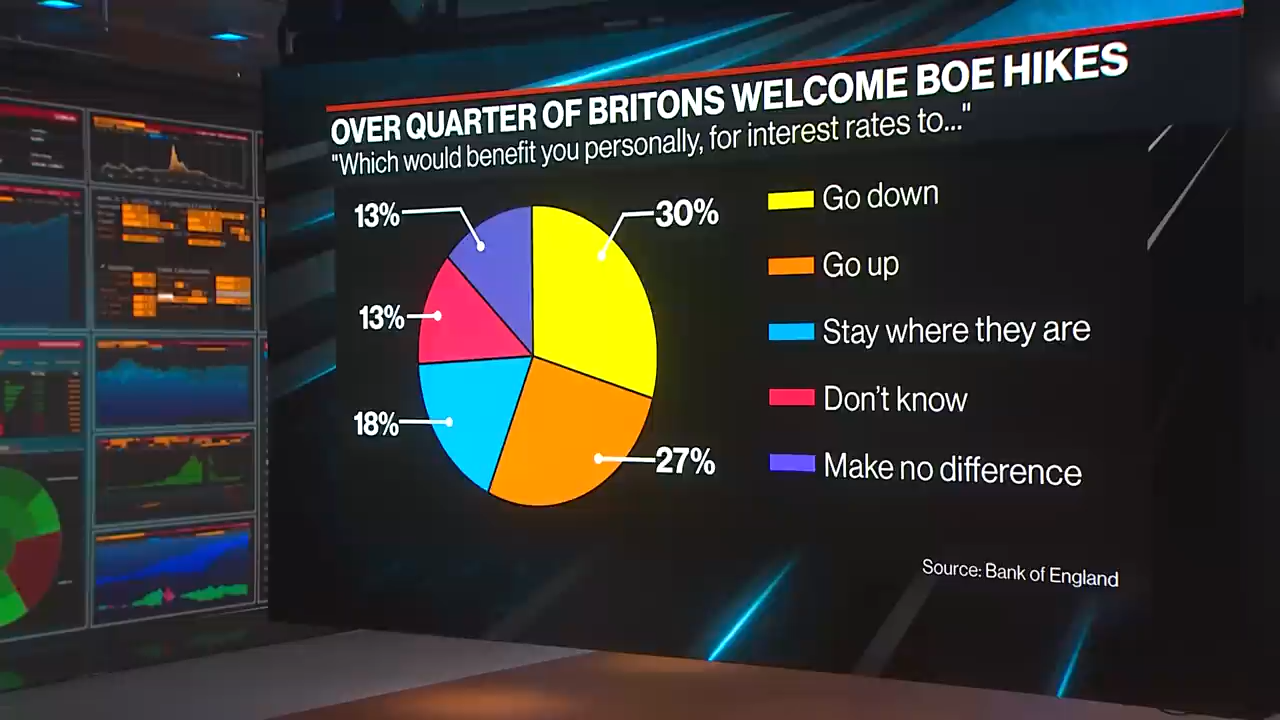 OVER QUARTER OF BRITONS WELCOME BOE HIKES
"Which would benefit you personally, for interest rates to..."
13%
30%
13%
18%
27%
Go down
Go up
Stay where they are
Don't know
Make no difference
Source: Bank of England